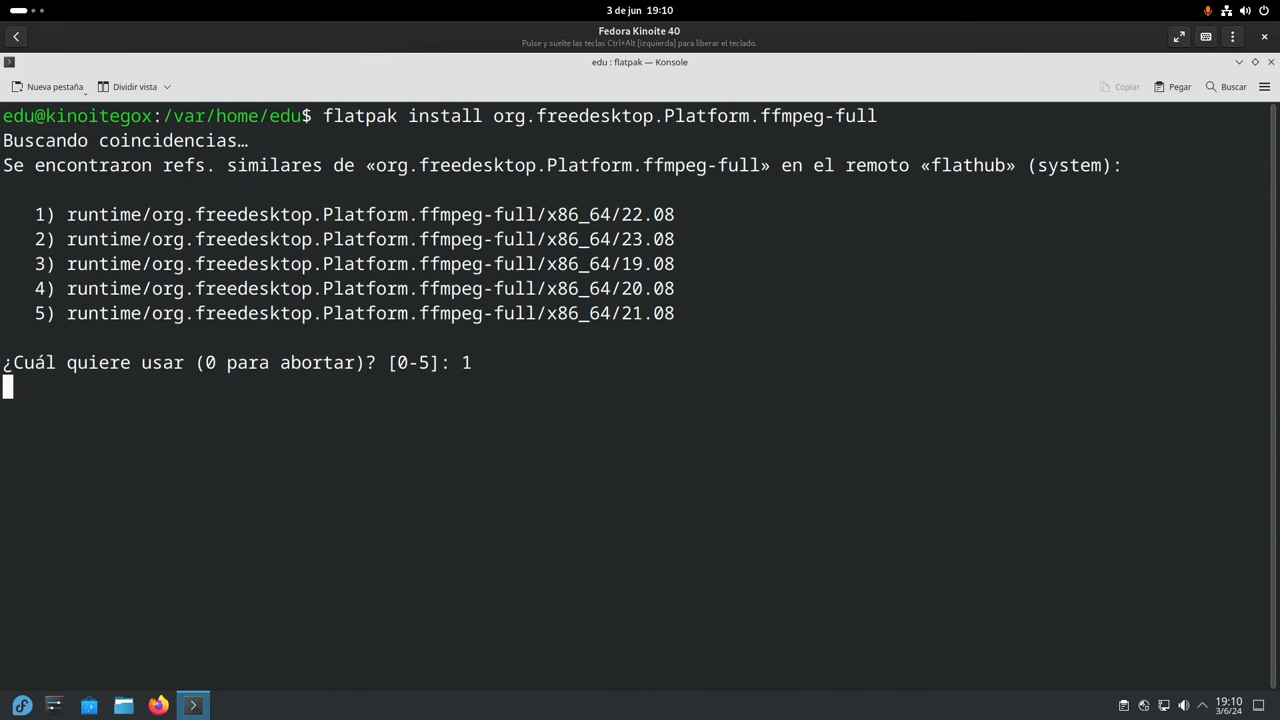 3 de jun 19:10
Fedora Kinoite 40
Pulse y suelte las teclas Ctrl+Alt [izquierda] para liberar el teclado.
edu : flatpak — Konsole
Nueva pestaña Dividir vista Copiar Pegar Buscar
edu@kinoitegox:/var/home/edu$ flatpak install org.freedesktop.Platform.ffmpeg-full
Buscando coincidencias…
Se encontraron refs. similares de «org.freedesktop.Platform.ffmpeg-full» en el remoto «flathub» (system):
1) runtime/org.freedesktop.Platform.ffmpeg-full/x86_64/22.08
2) runtime/org.freedesktop.Platform.ffmpeg-full/x86_64/23.08
3) runtime/org.freedesktop.Platform.ffmpeg-full/x86_64/19.08
4) runtime/org.freedesktop.Platform.ffmpeg-full/x86_64/20.08
5) runtime/org.freedesktop.Platform.ffmpeg-full/x86_64/21.08
¿Cuál quiere usar (0 para abortar)? [0-5]: 1
19:10
3/6/24